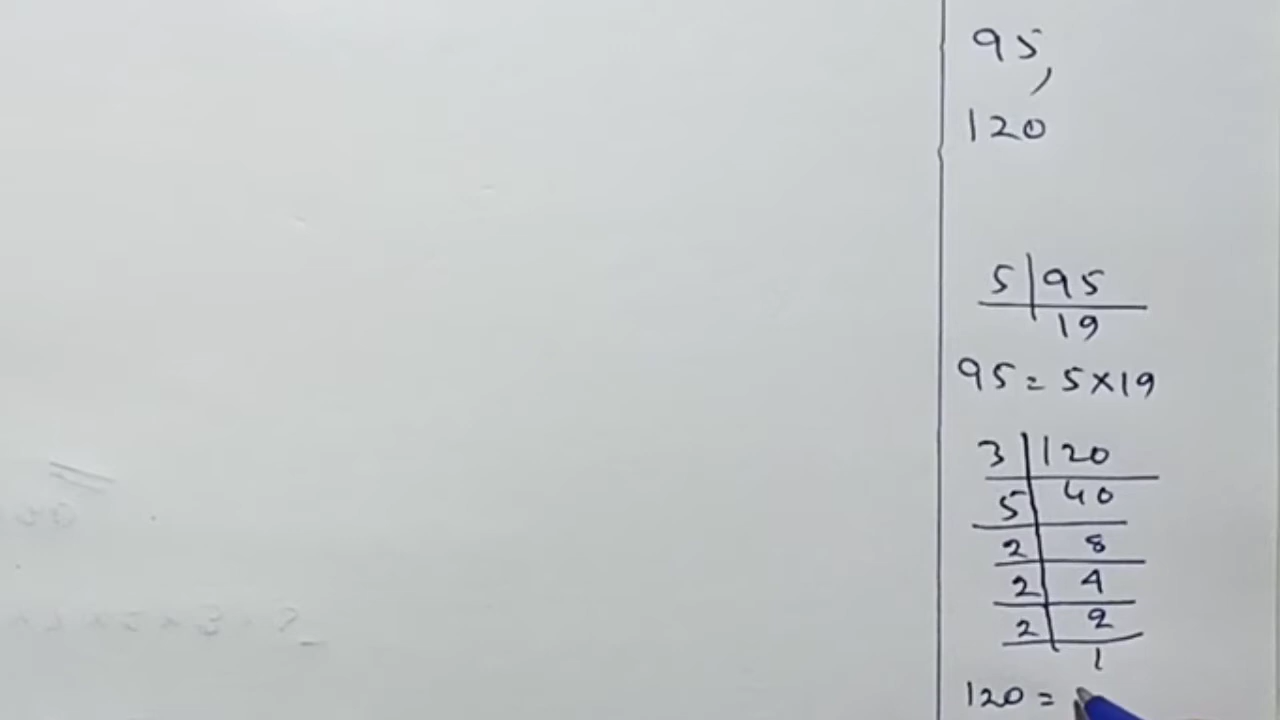 95,
120
5 | 95
19
95 = 5×19
3 | 120
5 | 40
2 | 8
2 | 4
2 | 2
1
120 =